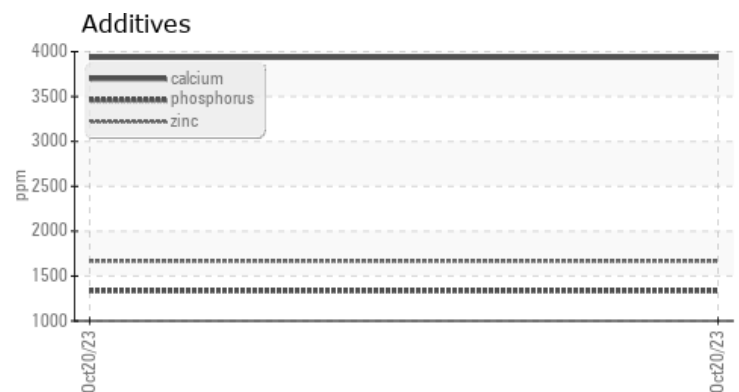 Additives
4000
calcium
3500
phosphorus
zinc
3000
ppm
2500
2000
1500
1000
Oct20/23
Oct20/23